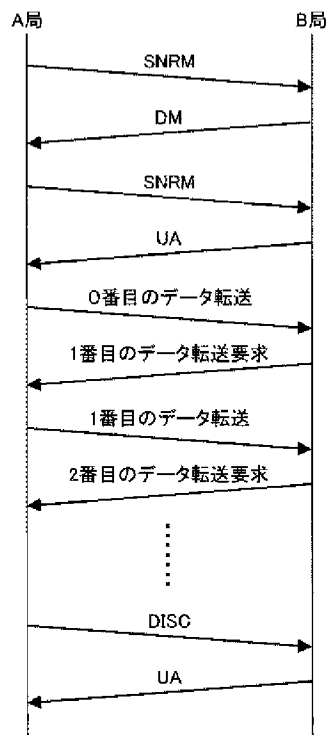 A局 B局
SNRM
DM
SNRM
UA
0番目のデータ転送
1番目のデータ転送要求
1番目のデータ転送
2番目のデータ転送要求
DISC
UA